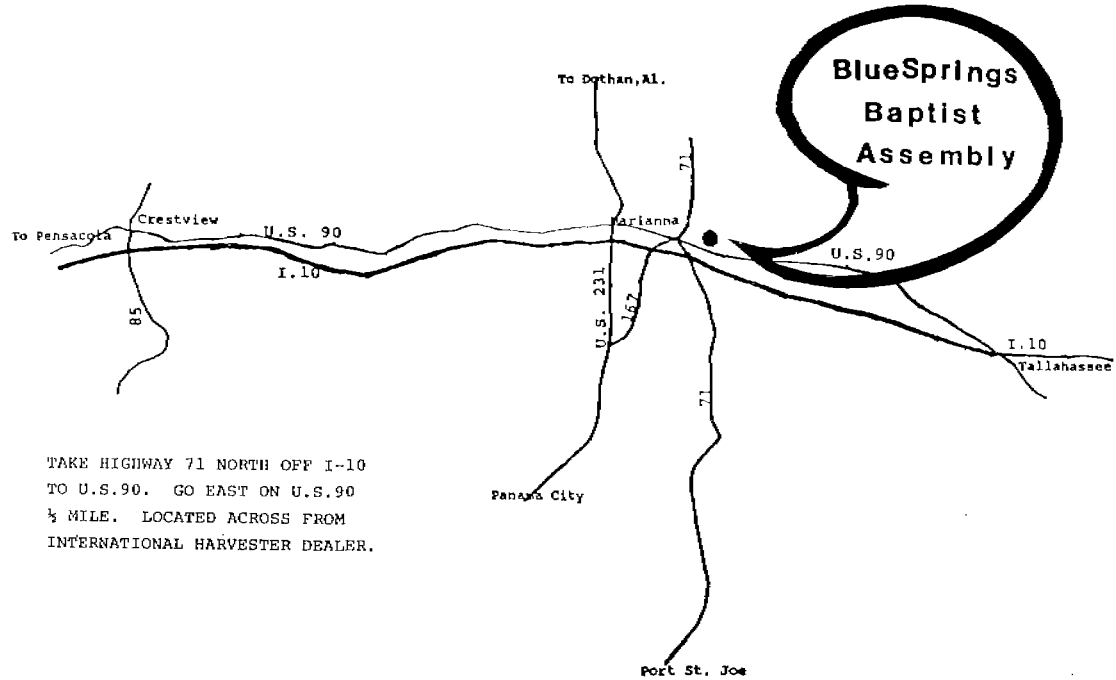 BlueSprings
Baptist
Assembly
To Dothan,Al.
71
Crestview
Marianna
To Pensacola
U.S. 90
U.S.90
I.10
U.S. 231
167
85
I.10
Tallahassee
71
TAKE HIGHWAY 71 NORTH OFF I-10
TO U.S.90. GO EAST ON U.S.90
½ MILE. LOCATED ACROSS FROM
INTERNATIONAL HARVESTER DEALER.
Panama City
Port St. Joe